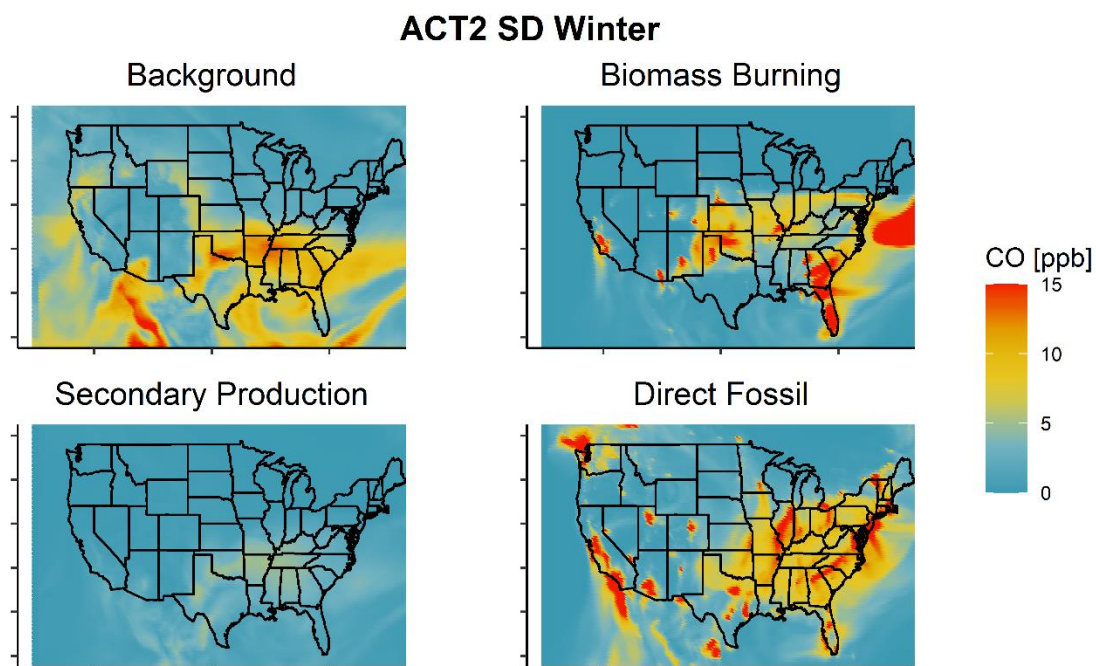 ACT2 SD Winter
Background
Biomass Burning
Secondary Production
Direct Fossil
CO [ppb]
15
10
5
0